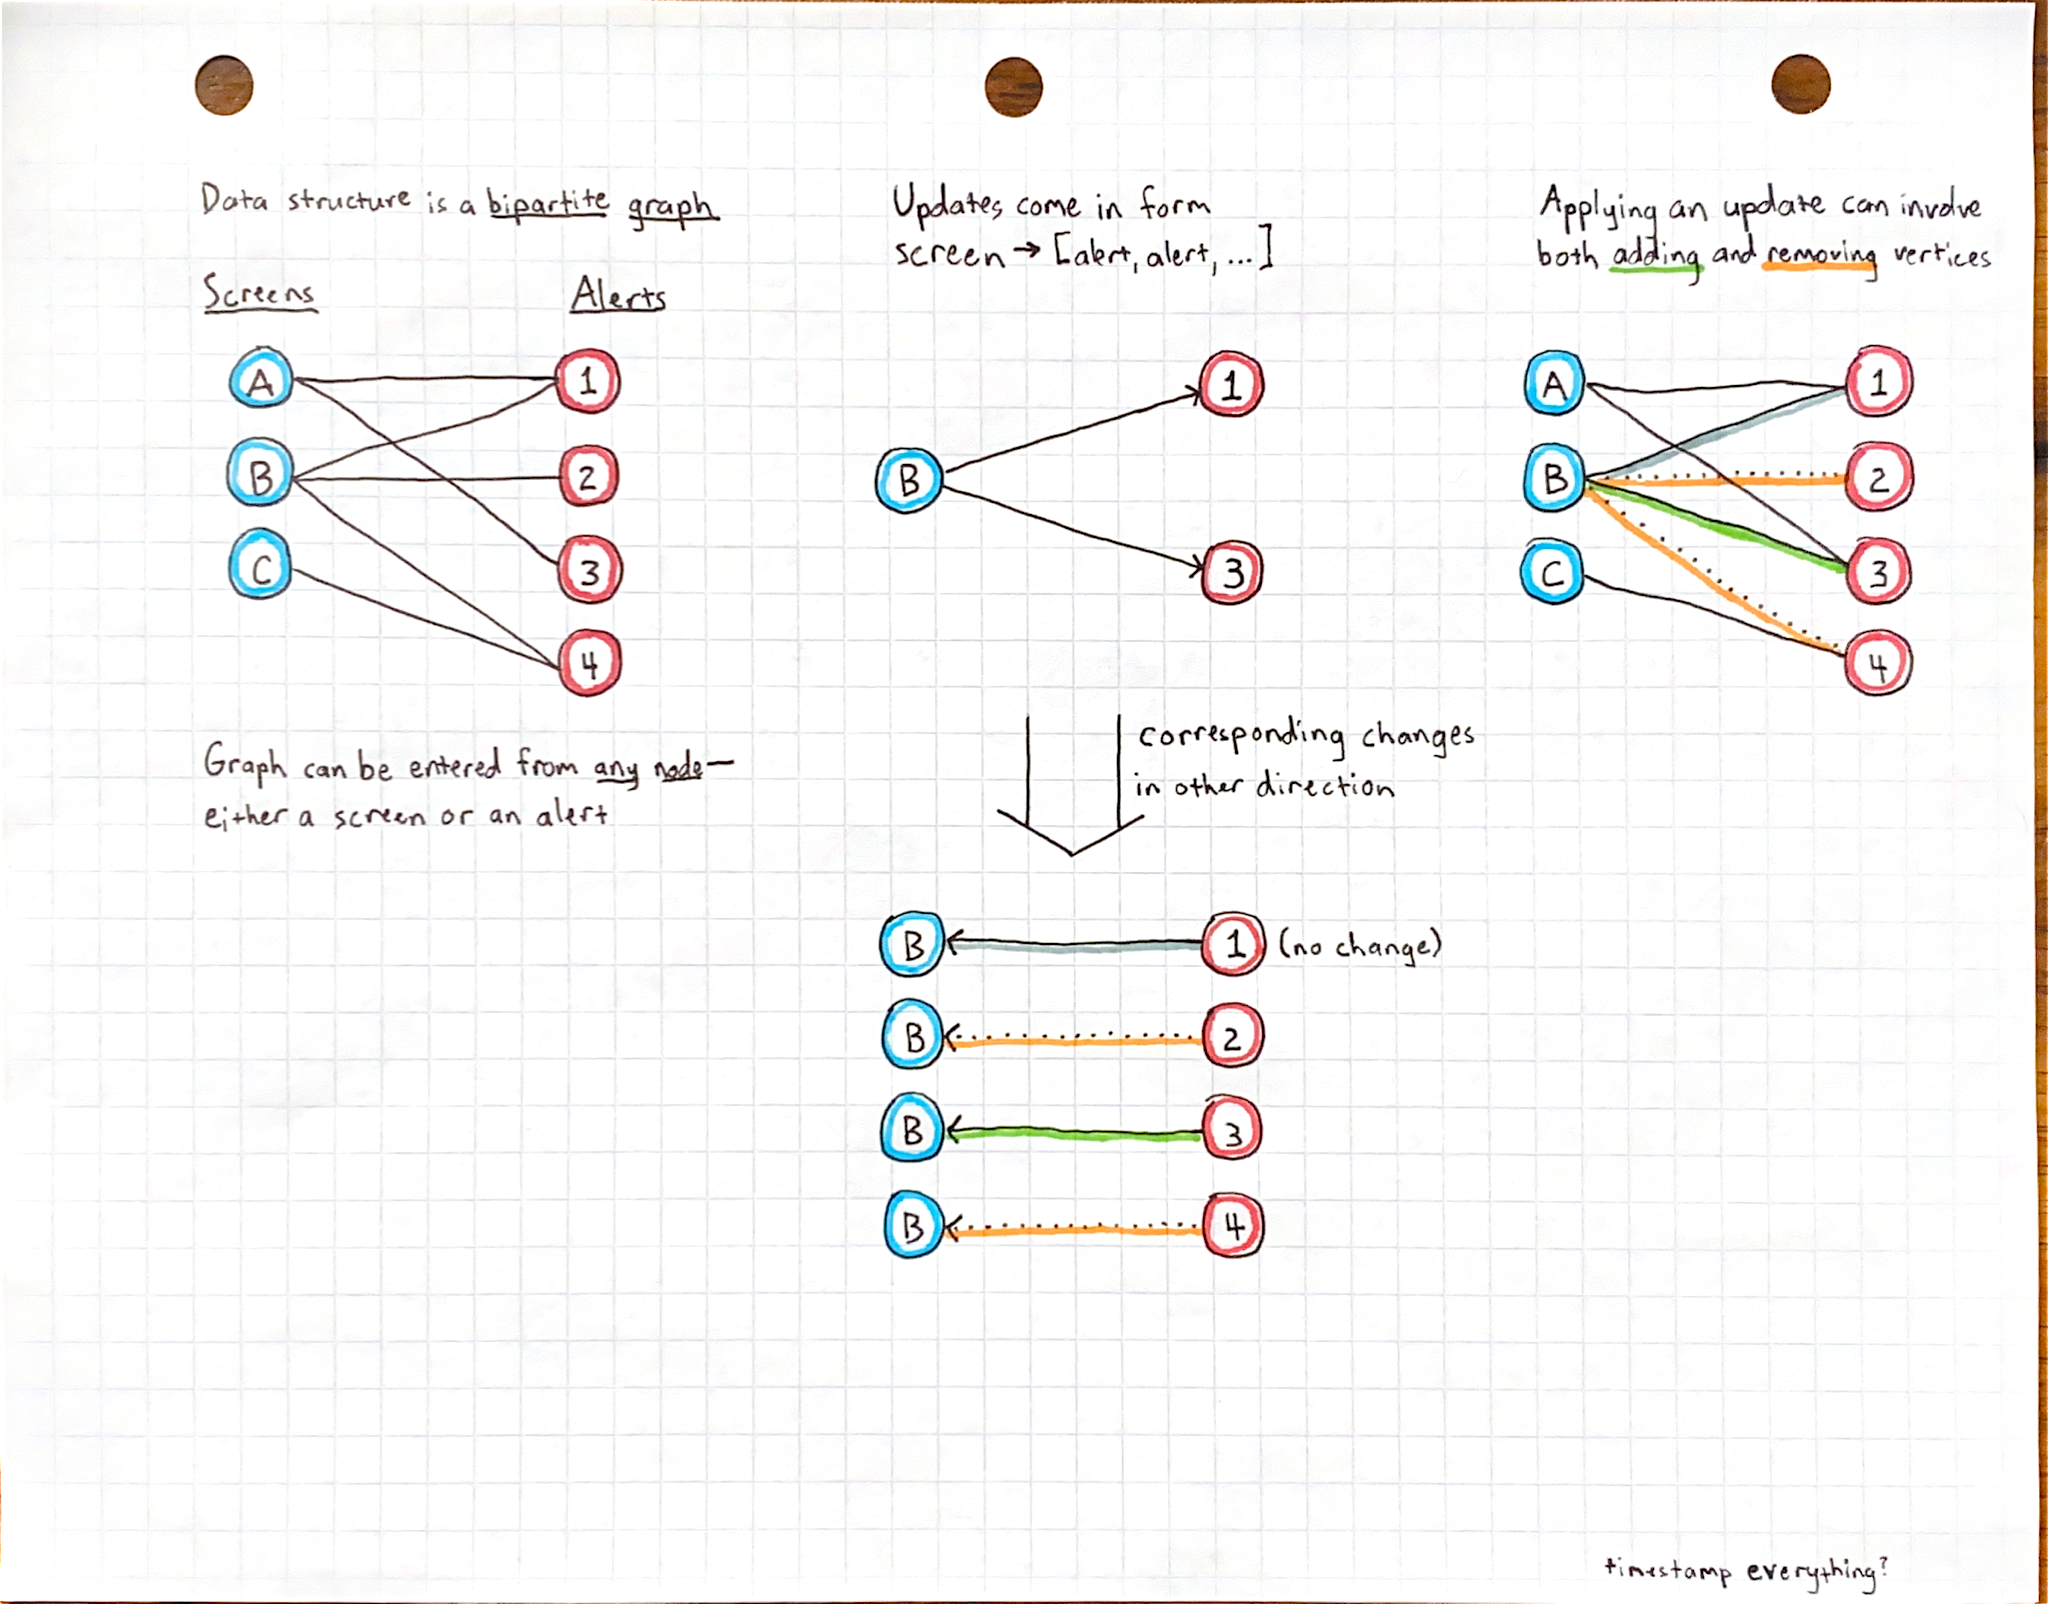 Data structure is a bipartite graph
Screens
Alerts
A
1
B
2
C
3
4
Graph can be entered from any node—
either a screen or an alert
Updates come in form
screen → [alert, alert, ...]
1
B
3
corresponding changes
in other direction
B 1 (no change)
B 2
B 3
B 4
Applying an update can involve
both adding and removing vertices
A
1
B
2
C
3
4
timestamp everything?